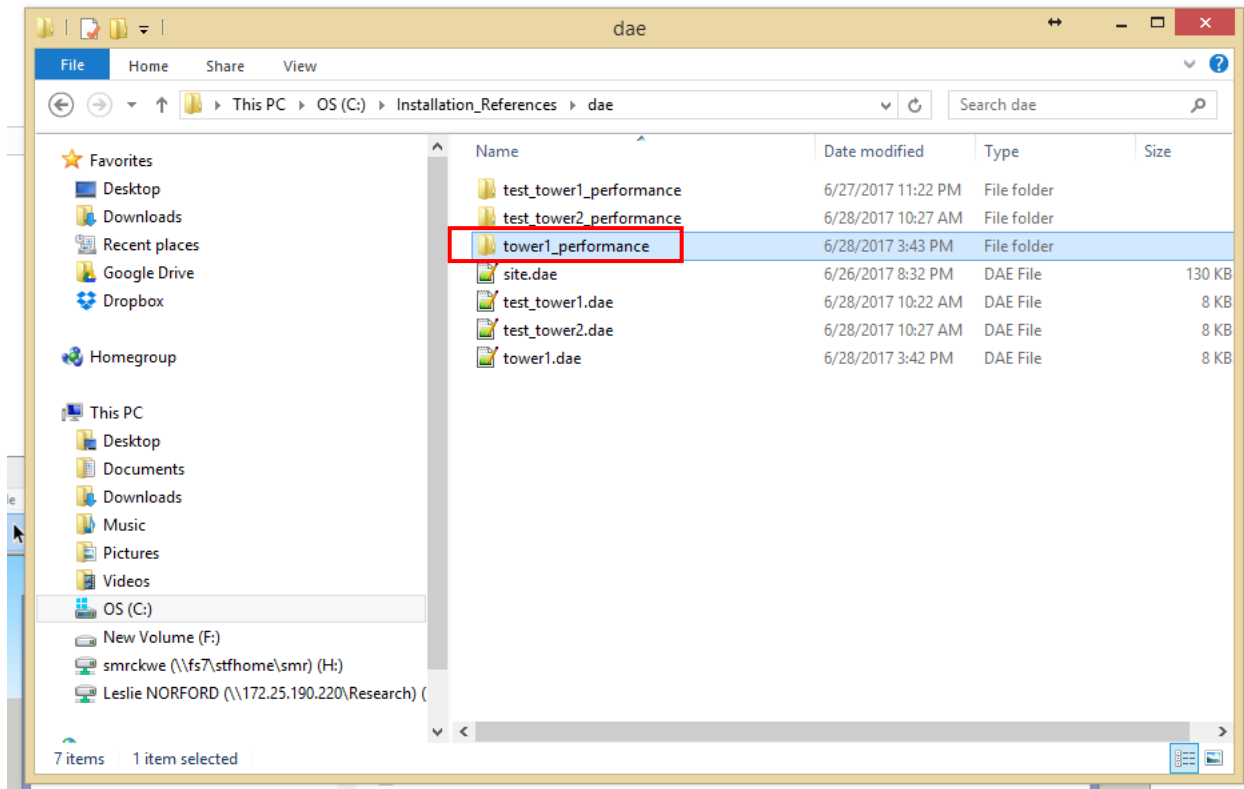 dae
File Home Share View
This PC OS (C:) Installation_References dae Search dae
Name Date modified Type Size
Favorites
Desktop
Downloads
Recent places
Google Drive
Dropbox
Homegroup
This PC
Desktop
Documents
Downloads
Music
Pictures
Videos
OS (C:)
New Volume (F:)
smrckwe (\\fs7\stfhome\smr) (H:)
Leslie NORFORD (\\172.25.190.220\Research) (
test_tower1_performance 6/27/2017 11:22 PM File folder
test_tower2_performance 6/28/2017 10:27 AM File folder
tower1_performance 6/28/2017 3:43 PM File folder
site.dae 6/26/2017 8:32 PM DAE File 130 KB
test_tower1.dae 6/28/2017 10:22 AM DAE File 8 KB
test_tower2.dae 6/28/2017 10:27 AM DAE File 8 KB
tower1.dae 6/28/2017 3:42 PM DAE File 8 KB
7 items 1 item selected